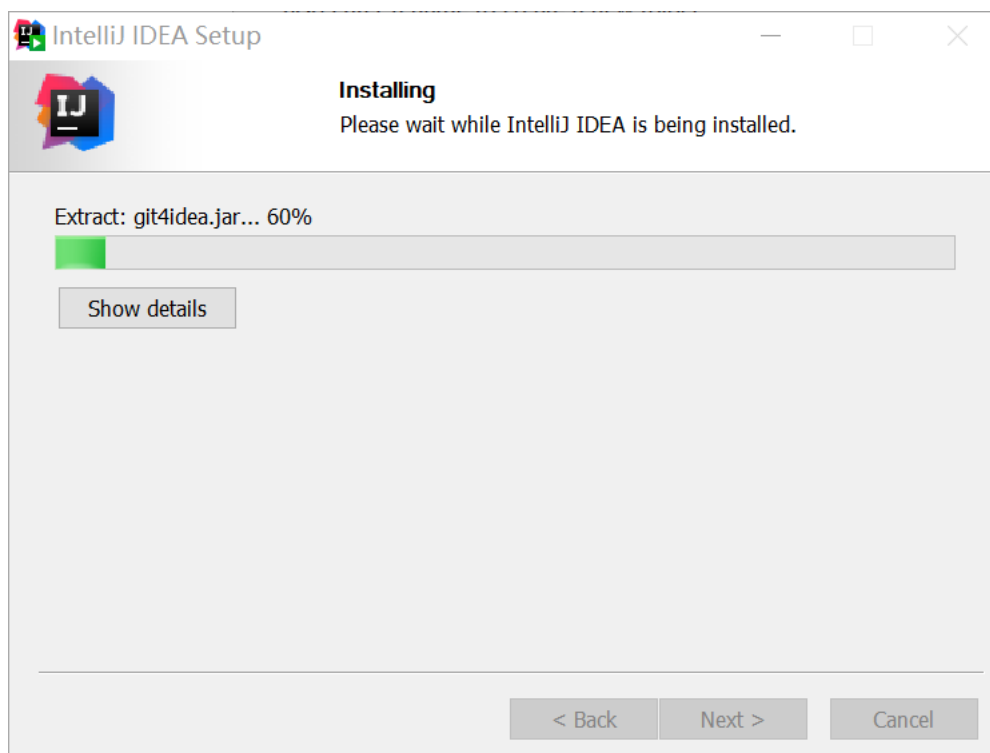 IntelliJ IDEA Setup
IJ
Installing
Please wait while IntelliJ IDEA is being installed.
Extract: git4idea.jar... 60%
Show details
< Back
Next >
Cancel